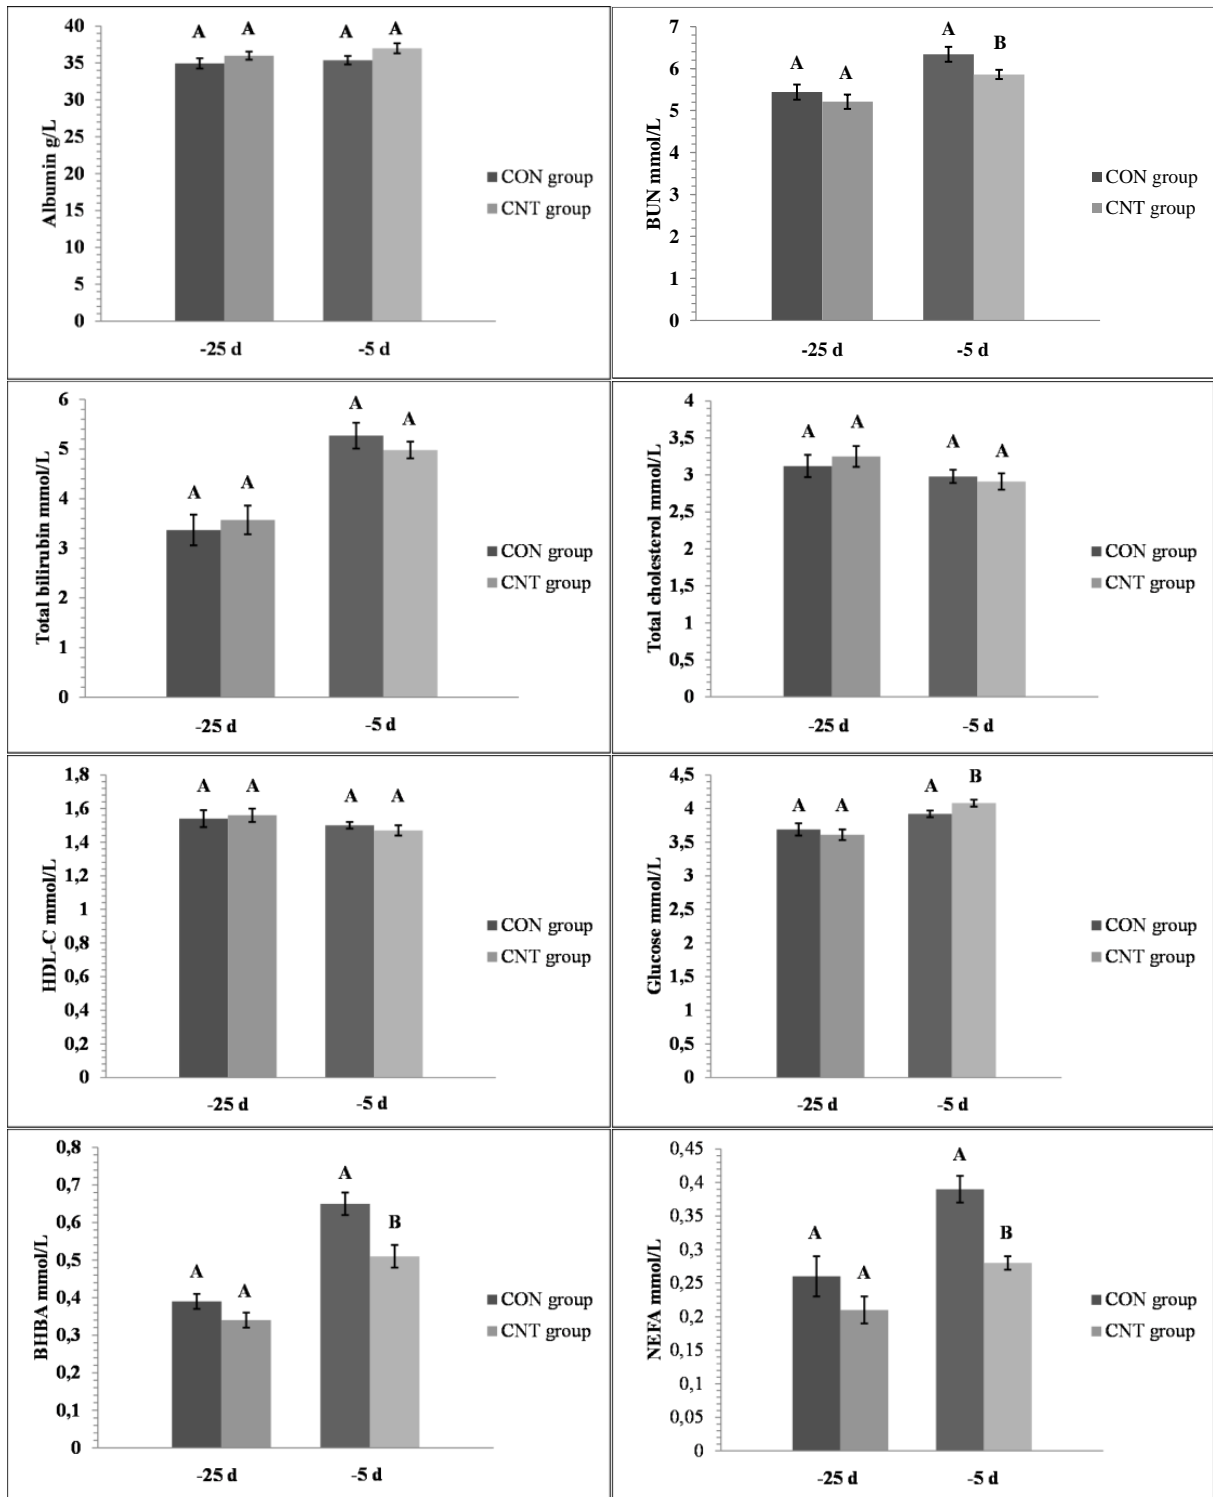 Albumin g/L
40
35
30
25
20
15
10
5
0
A
A
A
A
-25 d
-5 d
CON group
CNT group
BUN mmol/L
7
6
5
4
3
2
1
0
A
A
A
B
-25 d
-5 d
CON group
CNT group
Total bilirubin mmol/L
6
5
4
3
2
1
0
A
A
A
A
-25 d
-5 d
CON group
CNT group
Total cholesterol mmol/L
4
3,5
3
2,5
2
1,5
1
0,5
0
A
A
A
A
-25 d
-5 d
CON group
CNT group
HDL-C mmol/L
1,8
1,6
1,4
1,2
1
0,8
0,6
0,4
0,2
0
A
A
A
A
-25 d
-5 d
CON group
CNT group
Glucose mmol/L
4,5
4
3,5
3
2,5
2
1,5
1
0,5
0
A
A
A
B
-25 d
-5 d
CON group
CNT group
BHBA mmol/L
0,8
0,7
0,6
0,5
0,4
0,3
0,2
0,1
0
A
A
A
B
-25 d
-5 d
CON group
CNT group
NEFA mmol/L
0,45
0,4
0,35
0,3
0,25
0,2
0,15
0,1
0,05
0
A
A
A
B
-25 d
-5 d
CON group
CNT group